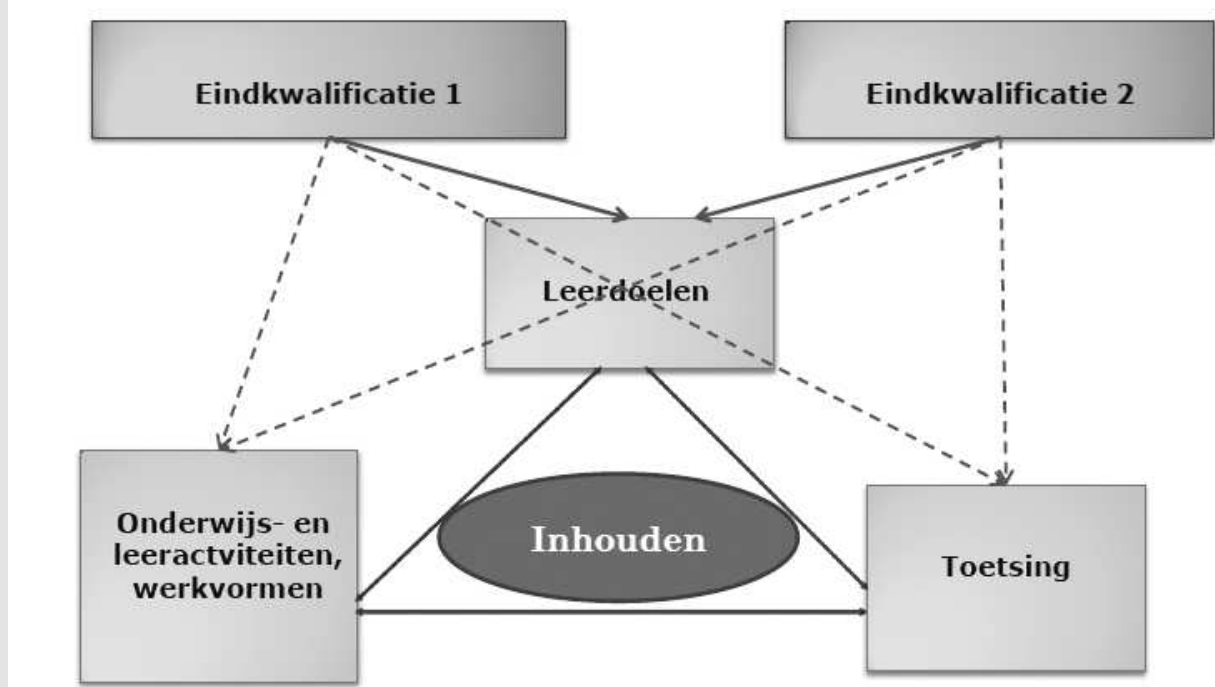 Eindkwalificatie 1
Eindkwalificatie 2
Leerdoelen
Onderwijs- en
leeractviteiten,
werkvormen
Inhouden
Toetsing